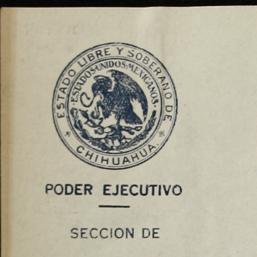 ESTADO LIBRE Y SOBERANO DE
CHIHUAHUA.
ESTADOS UNIDOS MEXICANOS
PODER EJECUTIVO
SECCION DE